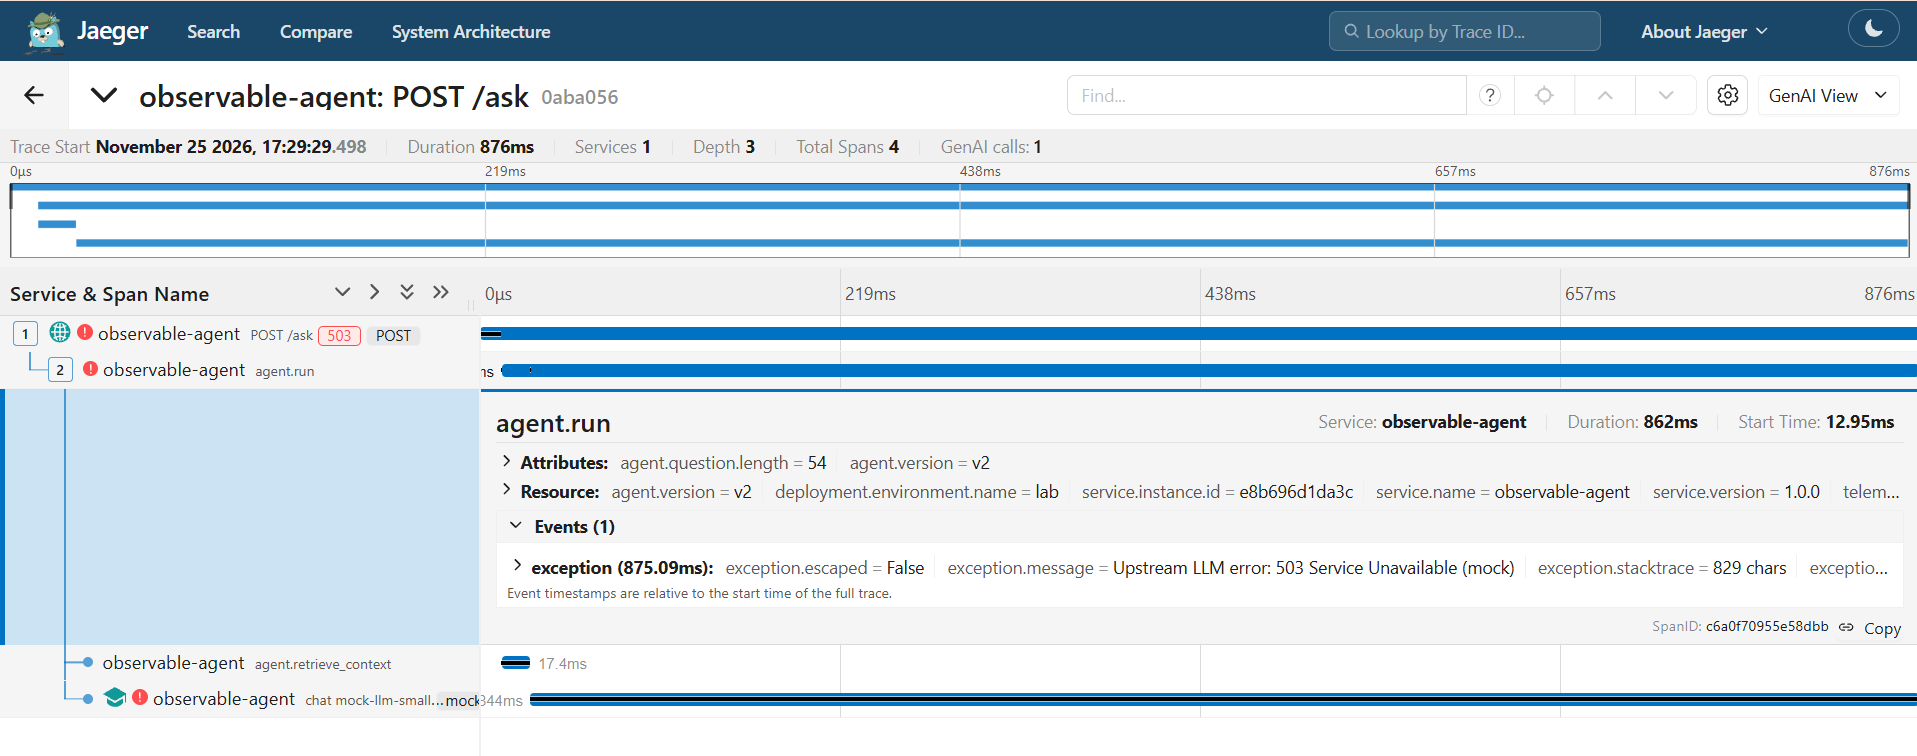 Jaeger Search Compare System Architecture Lookup by Trace ID... About Jaeger
observable-agent: POST /ask 0aba056 Find... ? GenAI View
Trace Start November 25 2026, 17:29:29.498 Duration 876ms Services 1 Depth 3 Total Spans 4 GenAI calls: 1
0μs 219ms 438ms 657ms 876ms
Service & Span Name 0μs 219ms 438ms 657ms 876ms
1 observable-agent POST /ask 503 POST
2 observable-agent agent.run ms
agent.run Service: observable-agent Duration: 862ms Start Time: 12.95ms
Attributes: agent.question.length = 54 agent.version = v2
Resource: agent.version = v2 deployment.environment.name = lab service.instance.id = e8b696d1da3c service.name = observable-agent service.version = 1.0.0 telem...
Events (1)
exception (875.09ms): exception.escaped = False exception.message = Upstream LLM error: 503 Service Unavailable (mock) exception.stacktrace = 829 chars exceptio...
Event timestamps are relative to the start time of the full trace.
SpanID: c6a0f70955e58dbb Copy
observable-agent agent.retrieve_context 17.4ms
observable-agent chat mock-llm-small... mock 844ms